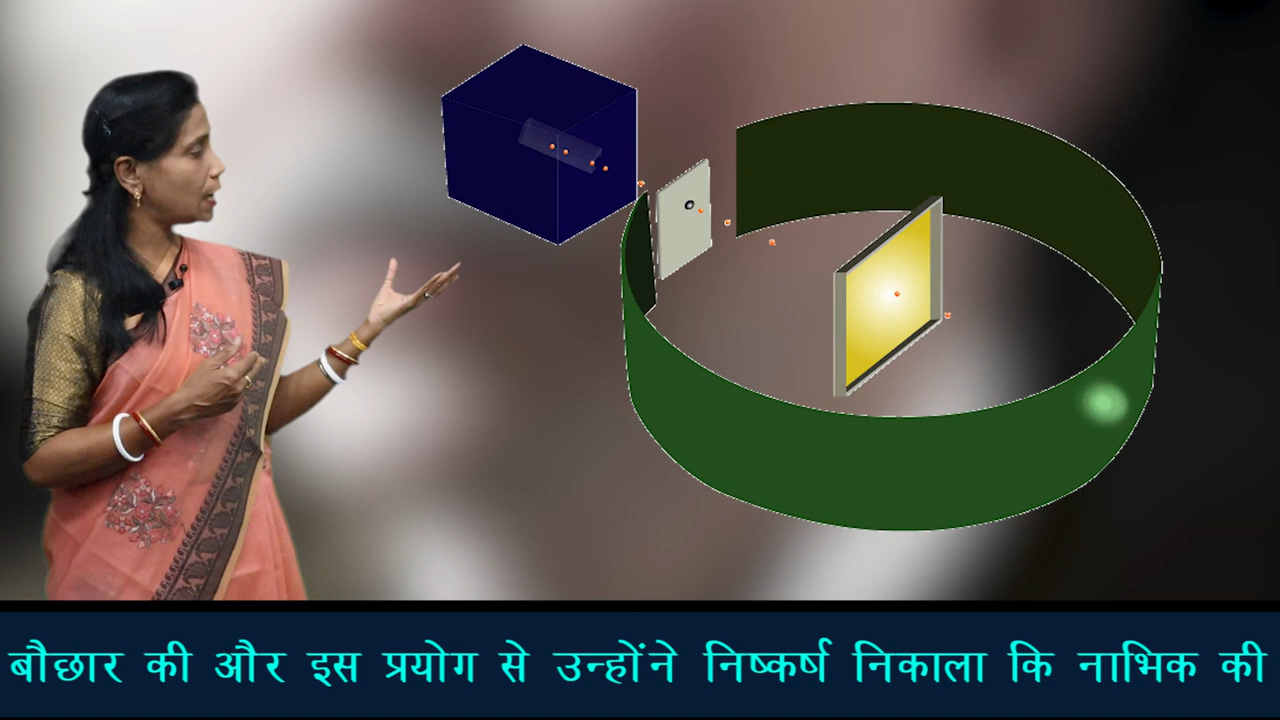 बौछार की और इस प्रयोग से उन्होंने निष्कर्ष निकाला कि नाभिक की